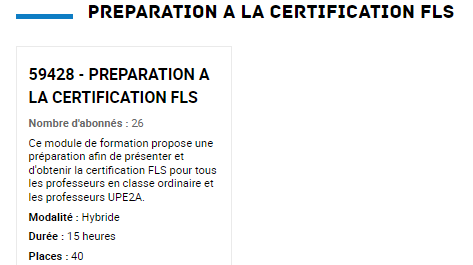 PREPARATION A LA CERTIFICATION FLS
59428 - PREPARATION A
LA CERTIFICATION FLS
Nombre d'abonnés : 26
Ce module de formation propose une
préparation afin de présenter et
d'obtenir la certification FLS pour tous
les professeurs en classe ordinaire et
les professeurs UPE2A.
Modalité : Hybride
Durée : 15 heures
Places : 40